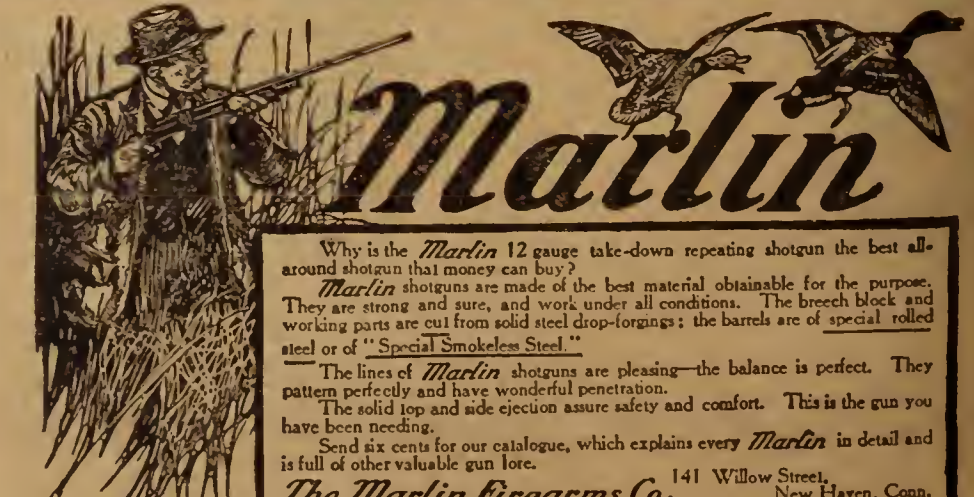 Marlin
Why is the Marlin 12 gauge take-down repeating shotgun the best all-
around shotgun that money can buy?
Marlin shotguns are made of the best material obtainable for the purpose.
They are strong and sure, and work under all conditions. The breech block and
working parts are cut from solid steel drop-forgings; the barrels are of special rolled
steel or of "Special Smokeless Steel."
The lines of Marlin shotguns are pleasing—the balance is perfect. They
pattern perfectly and have wonderful penetration.
The solid top and side ejection assure safety and comfort. This is the gun you
have been needing.
Send six cents for our catalogue, which explains every Marlin in detail and
is full of other valuable gun lore.
The Marlin Firearms Co.
141 Willow Street,
New Haven, Conn.